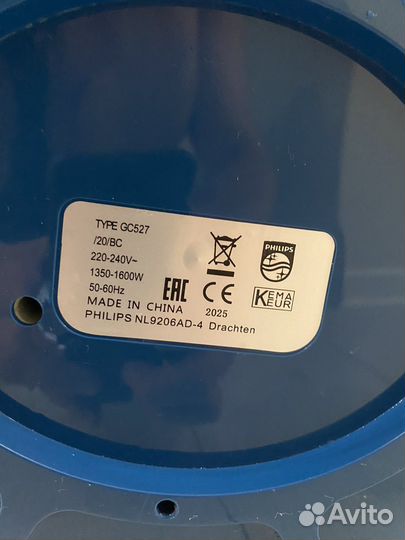 TYPE GC527
/20/BC
220-240V~
1350-1600W
50-60Hz
MADE IN CHINA 2025
PHILIPS NL9206AD-4 Drachten
EAC CE
PHILIPS
KEMA
KEUR
Avito